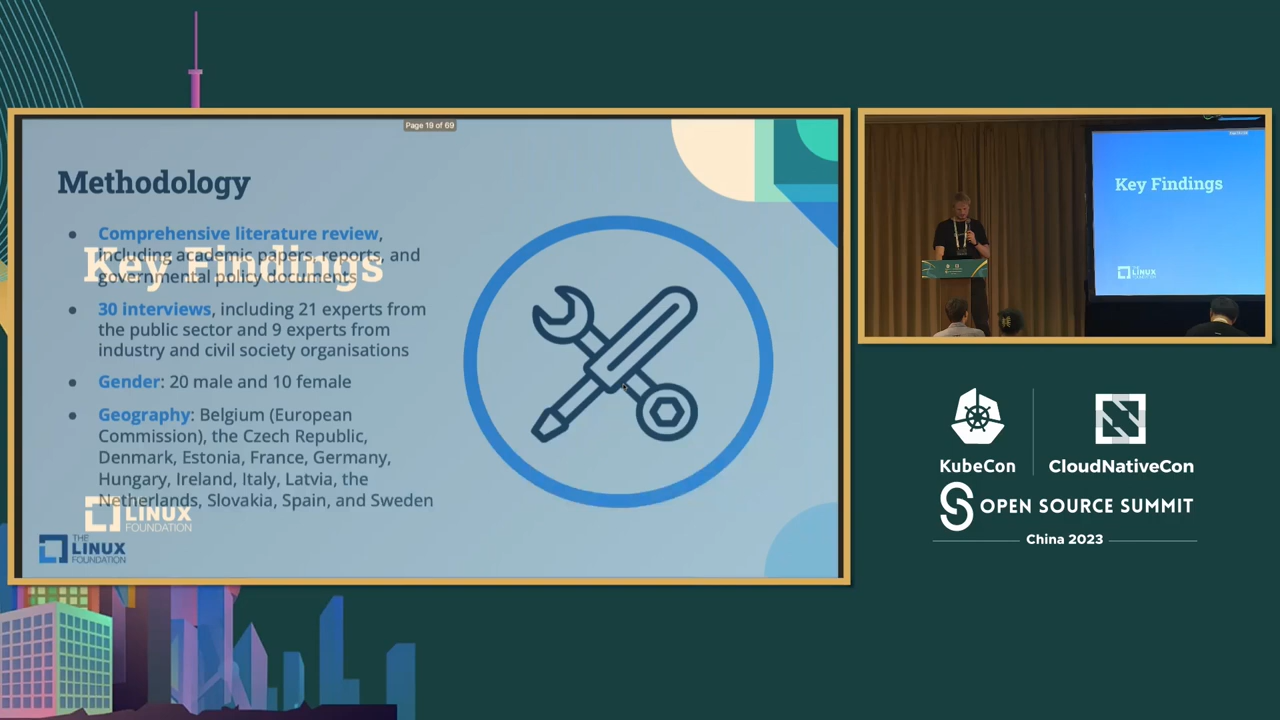 Page 19 of 69
Methodology
Key Findings
Comprehensive literature review,
including academic papers, reports, and
governmental policy documents
30 interviews, including 21 experts from
the public sector and 9 experts from
industry and civil society organisations
Gender: 20 male and 10 female
Geography: Belgium (European
Commission), the Czech Republic,
Denmark, Estonia, France, Germany,
Hungary, Ireland, Italy, Latvia, the
Netherlands, Slovakia, Spain, and Sweden
LINUX
FOUNDATION
THE
LINUX
FOUNDATION
Key Findings
LINUX
KubeCon
CloudNativeCon
OPEN SOURCE SUMMIT
China 2023